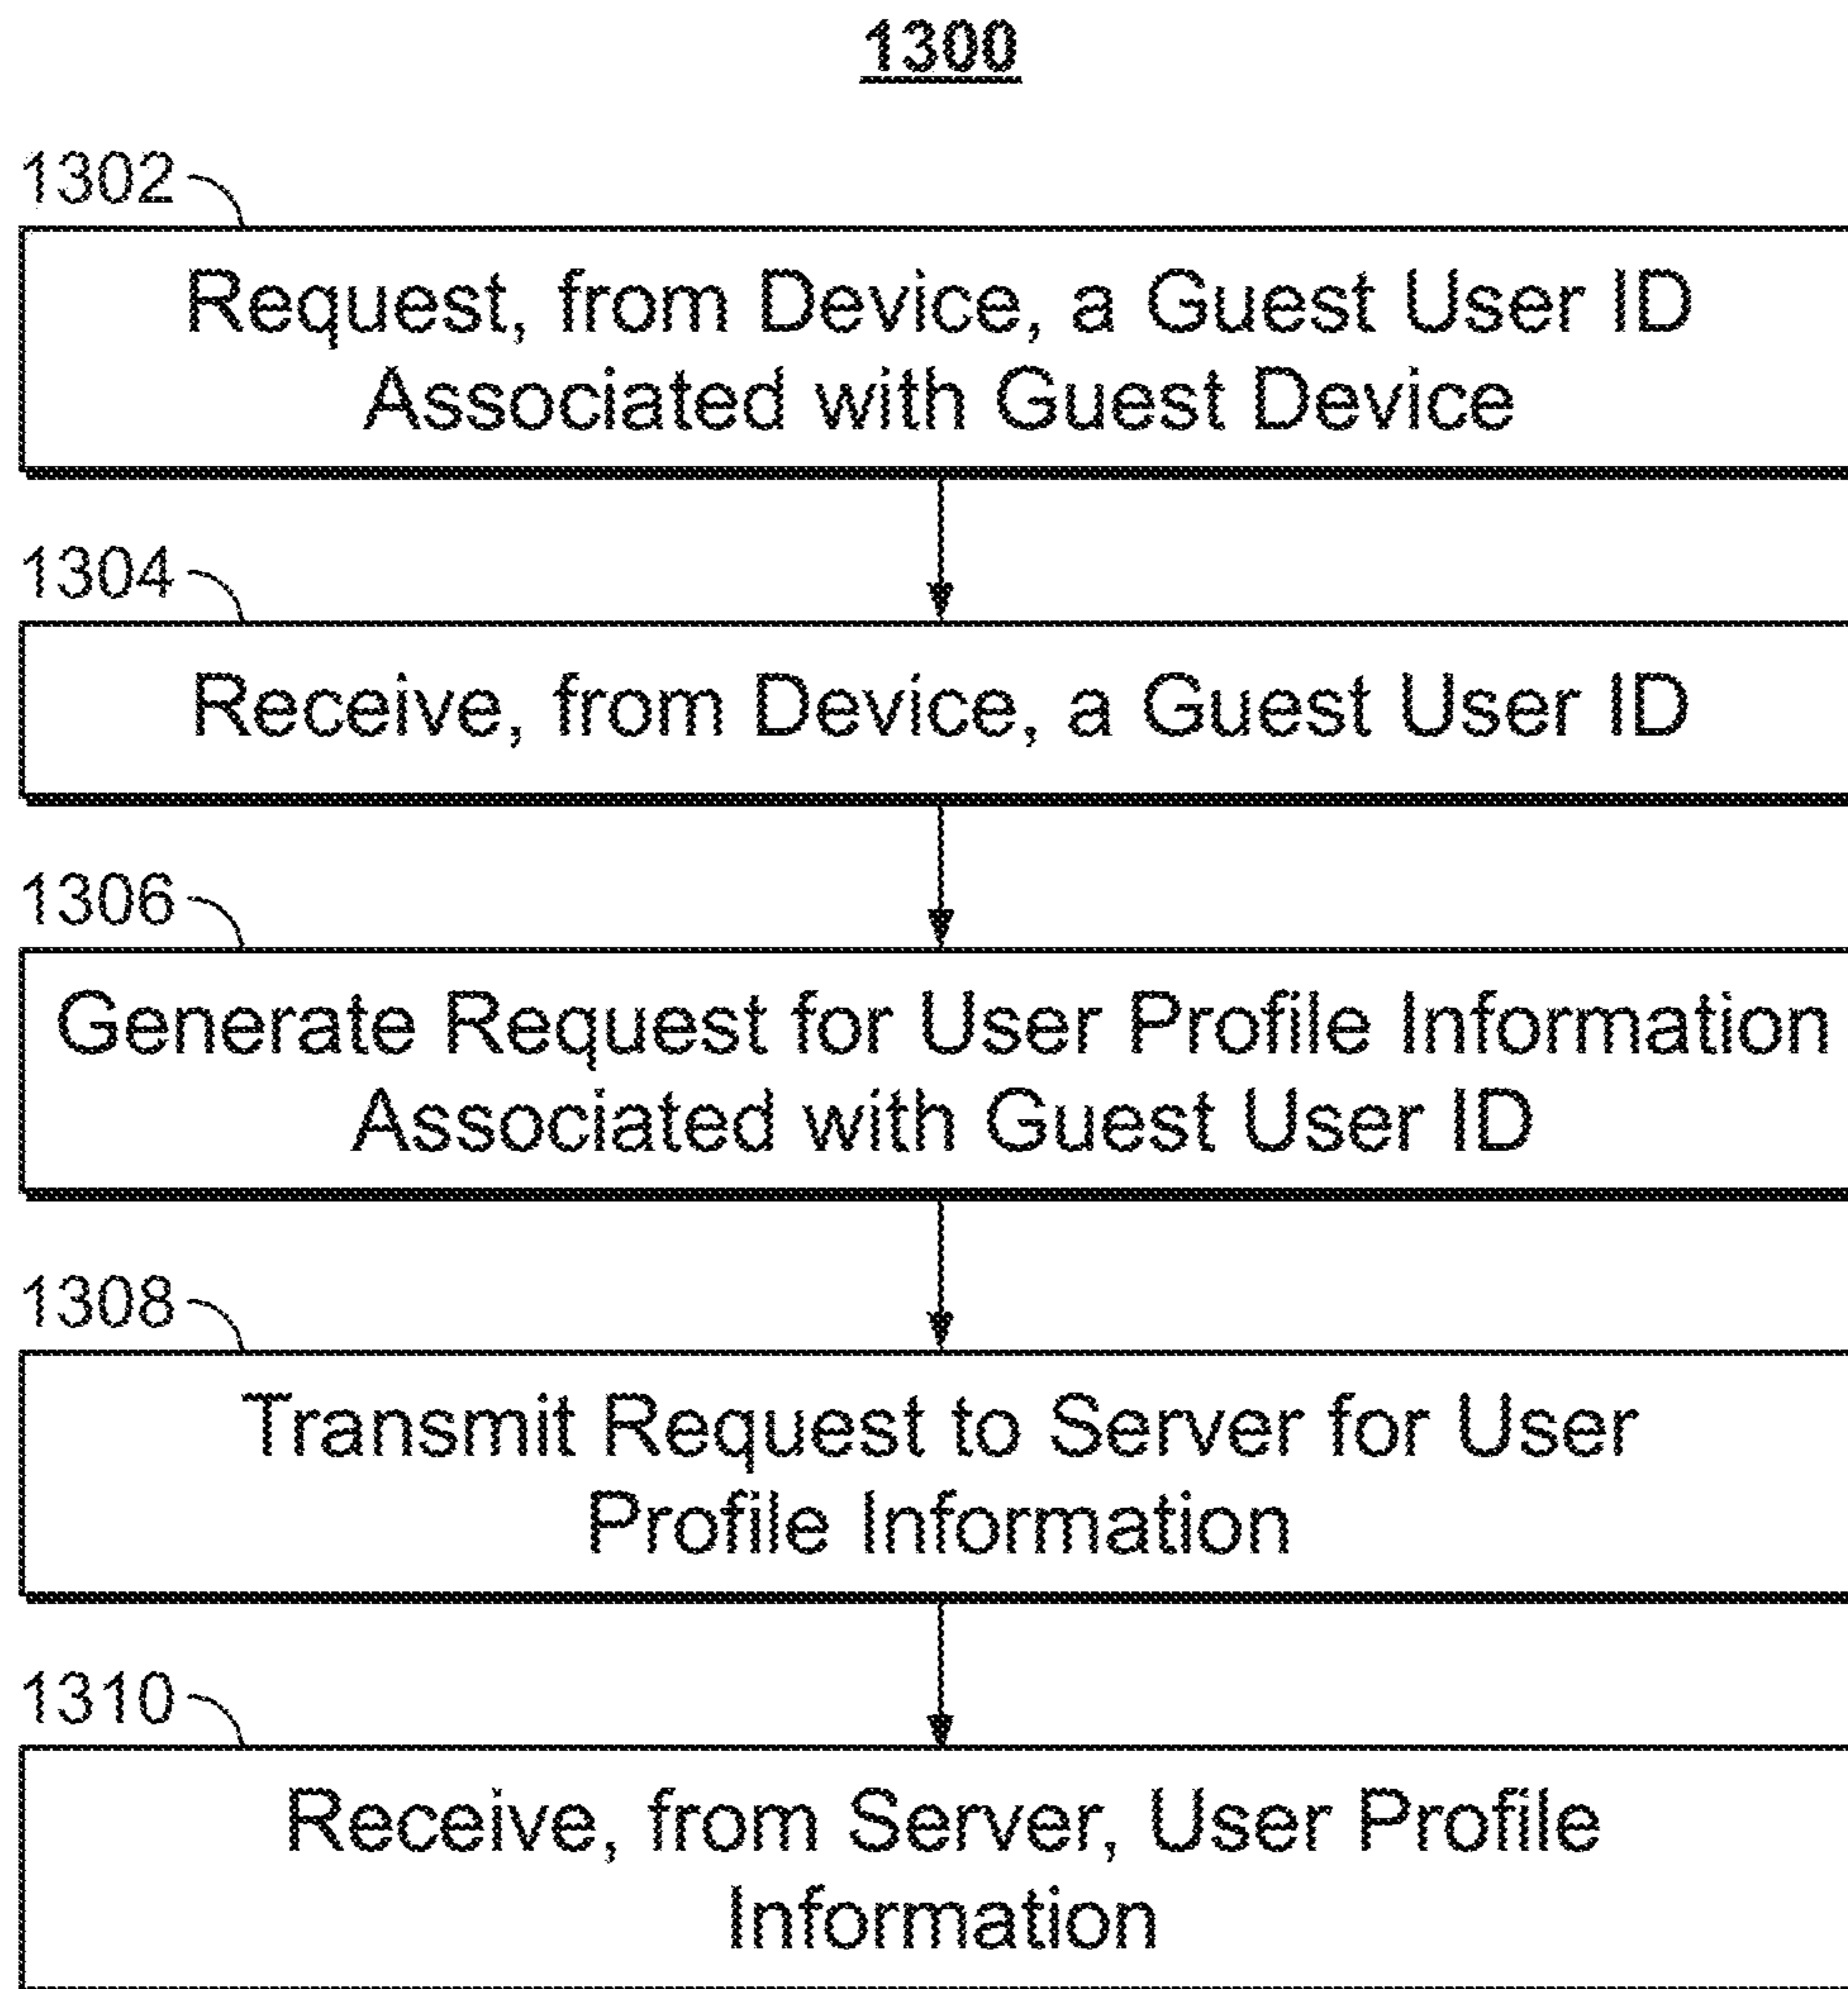 1300
1302
Request, from Device, a Guest User ID
Associated with Guest Device
1304
Receive, from Device, a Guest User ID
1306
Generate Request for User Profile Information
Associated with Guest User ID
1308
Transmit Request to Server for User
Profile Information
1310
Receive, from Server, User Profile
Information